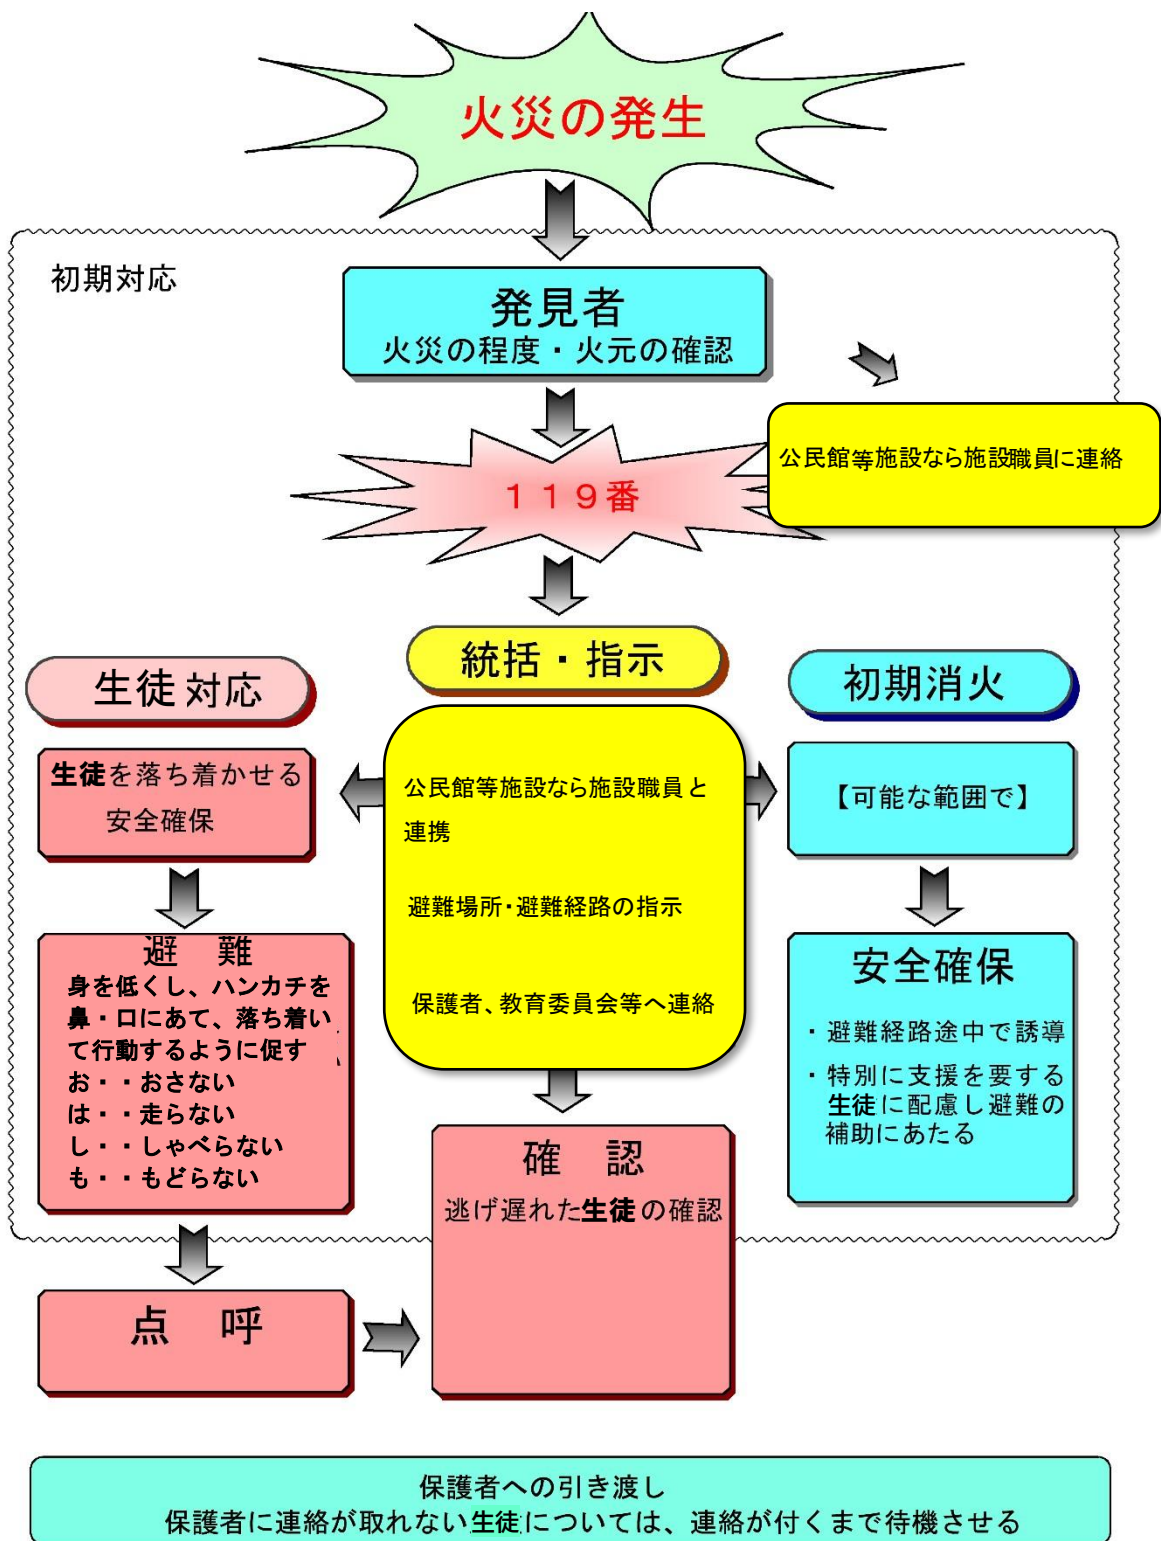 火災の発生
初期対応
発見者
火災の程度・火元の確認
公民館等施設なら施設職員に連絡
119番
統括・指示
生徒対応
初期消火
生徒を落ち着かせる
安全確保
公民館等施設なら施設職員と
連携
避難場所・避難経路の指示
保護者、教育委員会等へ連絡
【可能な範囲で】
避 難
身を低くし、ハンカチを
鼻・口にあて、落ち着い
て行動するように促す
お・・おさない
は・・走らない
し・・しゃべらない
も・・もどらない
安全確保
・避難経路途中で誘導
・特別に支援を要する
生徒に配慮し避難の
補助にあたる
確 認
逃げ遅れた生徒の確認
点 呼
保護者への引き渡し
保護者に連絡が取れない生徒については、連絡が付くまで待機させる